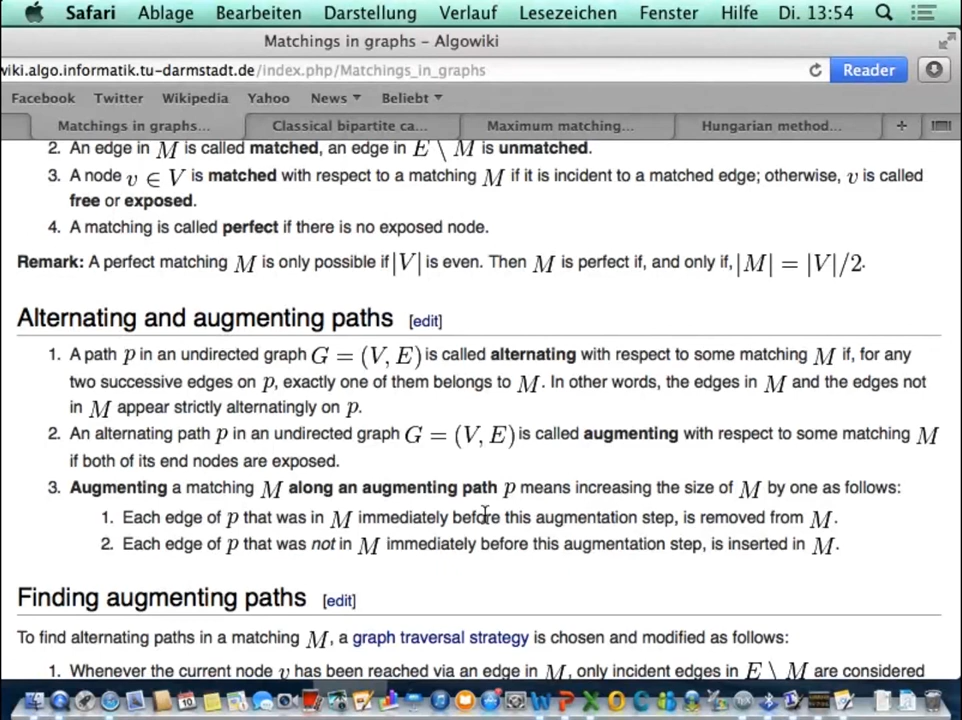 Safari Ablage Bearbeiten Darstellung Verlauf Lesezeichen Fenster Hilfe Di. 13:54
Matchings in graphs – Algowiki
wiki.algo.informatik.tu-darmstadt.de/index.php/Matchings_in_graphs Reader
Facebook Twitter Wikipedia Yahoo News ▼ Beliebt ▼
Matchings in graphs... Classical bipartite ca... Maximum matching... Hungarian method... +
2. An edge in M is called matched, an edge in E \ M is unmatched.
3. A node v ∈ V is matched with respect to a matching M if it is incident to a matched edge; otherwise, v is called
free or exposed.
4. A matching is called perfect if there is no exposed node.
Remark: A perfect matching M is only possible if |V| is even. Then M is perfect if, and only if, |M| = |V|/2.
Alternating and augmenting paths [edit]
1. A path p in an undirected graph G = (V, E) is called alternating with respect to some matching M if, for any
two successive edges on p, exactly one of them belongs to M. In other words, the edges in M and the edges not
in M appear strictly alternatingly on p.
2. An alternating path p in an undirected graph G = (V, E) is called augmenting with respect to some matching M
if both of its end nodes are exposed.
3. Augmenting a matching M along an augmenting path p means increasing the size of M by one as follows:
1. Each edge of p that was in M immediately before this augmentation step, is removed from M.
2. Each edge of p that was not in M immediately before this augmentation step, is inserted in M.
Finding augmenting paths [edit]
To find alternating paths in a matching M, a graph traversal strategy is chosen and modified as follows:
1. Whenever the current node v has been reached via an edge in M, only incident edges in E \ M are considered